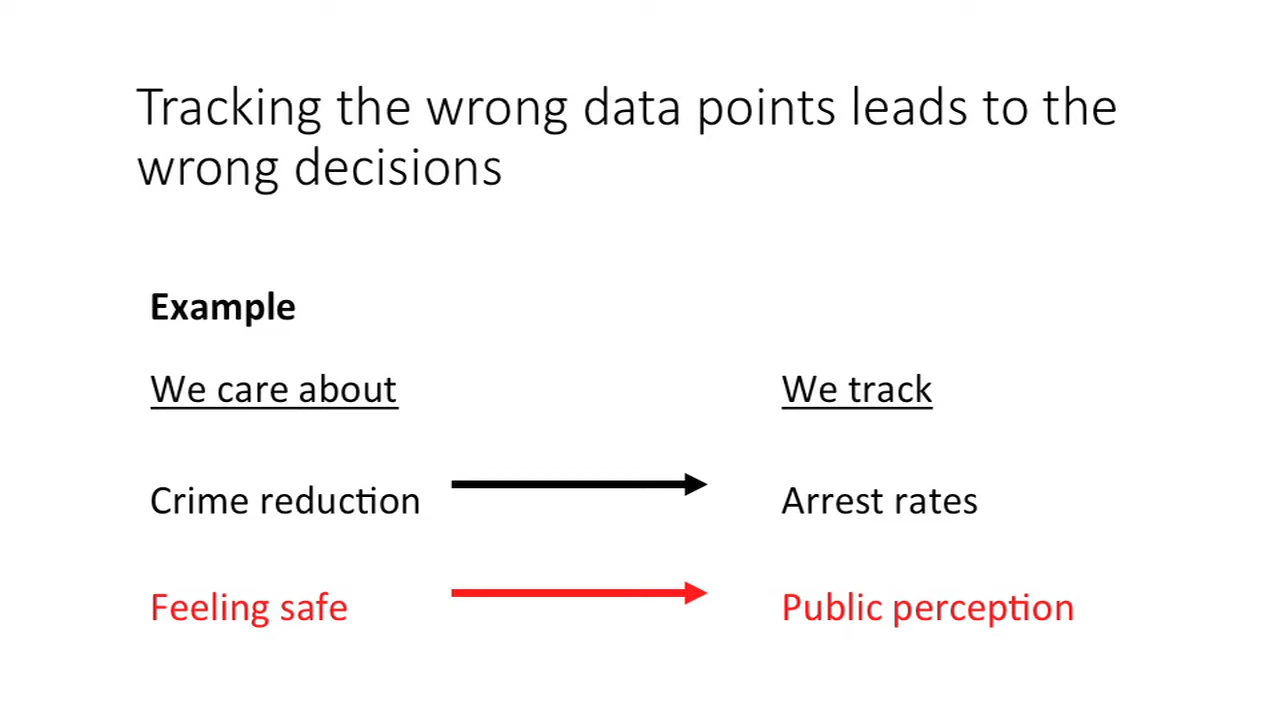 Tracking the wrong data points leads to the
wrong decisions
Example
We care about
We track
Crime reduction
Arrest rates
Feeling safe
Public perception